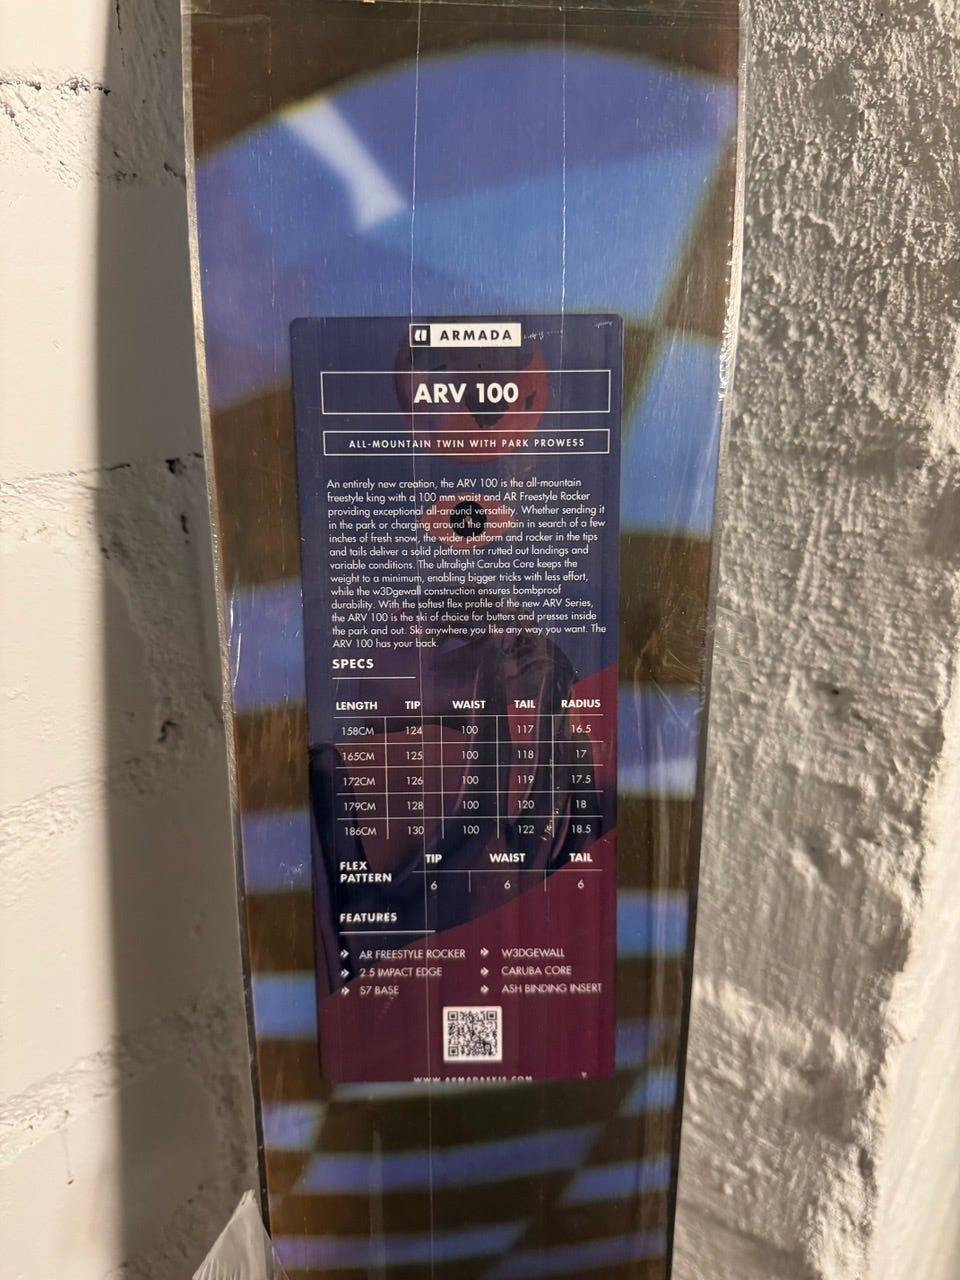 ARMADA
ARV 100
ALL-MOUNTAIN TWIN WITH PARK PROWESS
An entirely new creation, the ARV 100 is the all-mountain
freestyle king with a 100 mm waist and AR Freestyle Rocker
providing exceptional all-around versatility. Whether sending it
in the park or charging around the mountain in search of a few
inches of fresh snow, the wider platform and rocker in the tips
and tails deliver a solid platform for rutted out landings and
variable conditions. The ultralight Caruba Core keeps the
weight to a minimum, enabling bigger tricks with less effort,
while the w3Dgewall construction ensures bombproof
durability. With the softest flex profile of the new ARV Series,
the ARV 100 is the ski of choice for butters and presses inside
the park and out. Ski anywhere you like any way you want. The
ARV 100 has your back.
SPECS
LENGTH TIP WAIST TAIL RADIUS
158CM 124 100 117 16.5
165CM 125 100 118 17
172CM 126 100 119 17.5
179CM 128 100 120 18
186CM 130 100 122 18.5
FLEX PATTERN TIP WAIST TAIL
6 6 6
FEATURES
AR FREESTYLE ROCKER W3DGEWALL
2.5 IMPACT EDGE CARUBA CORE
S7 BASE ASH BINDING INSERT
WWW.ARMADASKIS.COM